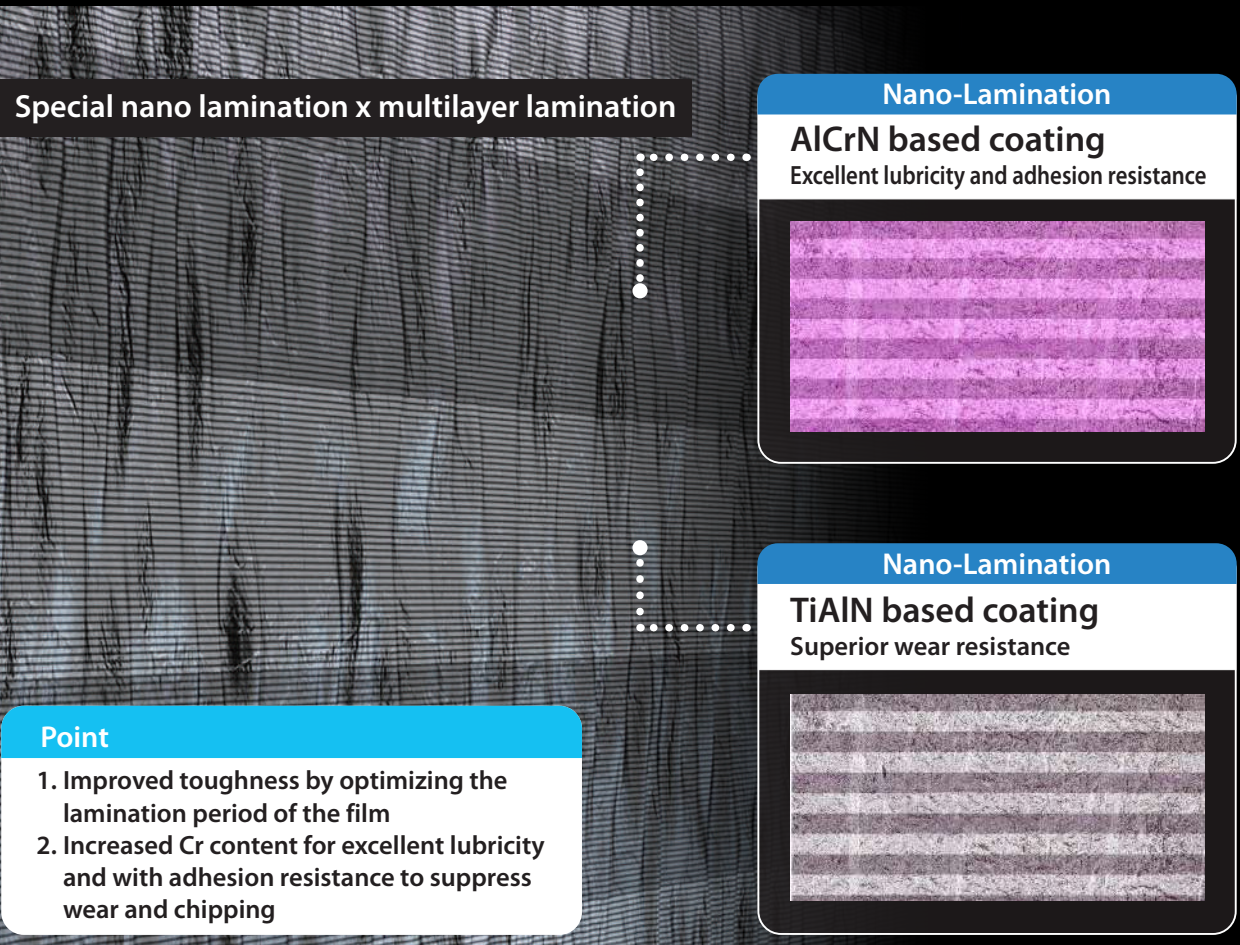 Special nano lamination x multilayer lamination
Nano-Lamination
AlCrN based coating
Excellent lubricity and adhesion resistance
Nano-Lamination
TiAlN based coating
Superior wear resistance
Point
1. Improved toughness by optimizing the
lamination period of the film
2. Increased Cr content for excellent lubricity
and with adhesion resistance to suppress
wear and chipping